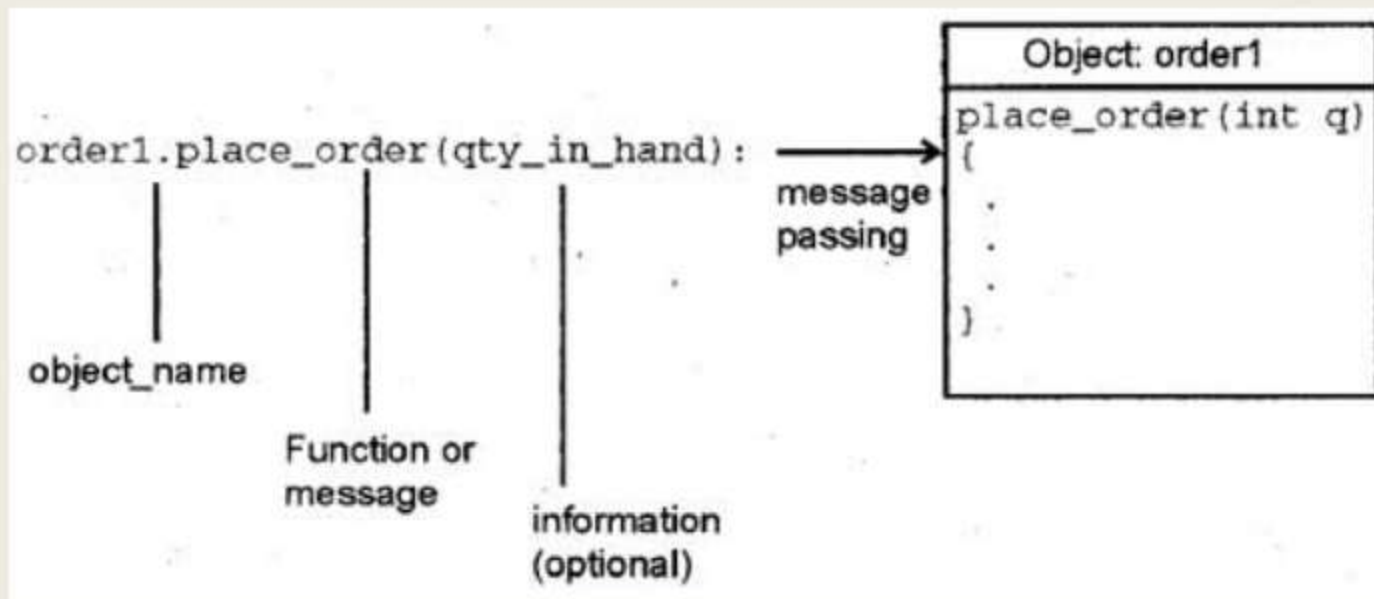 Object: order1
place_order(int q)
order1.place_order(qty_in_hand):
{
message
passing
.
.
.
}
object_name
Function or
message
information
(optional)